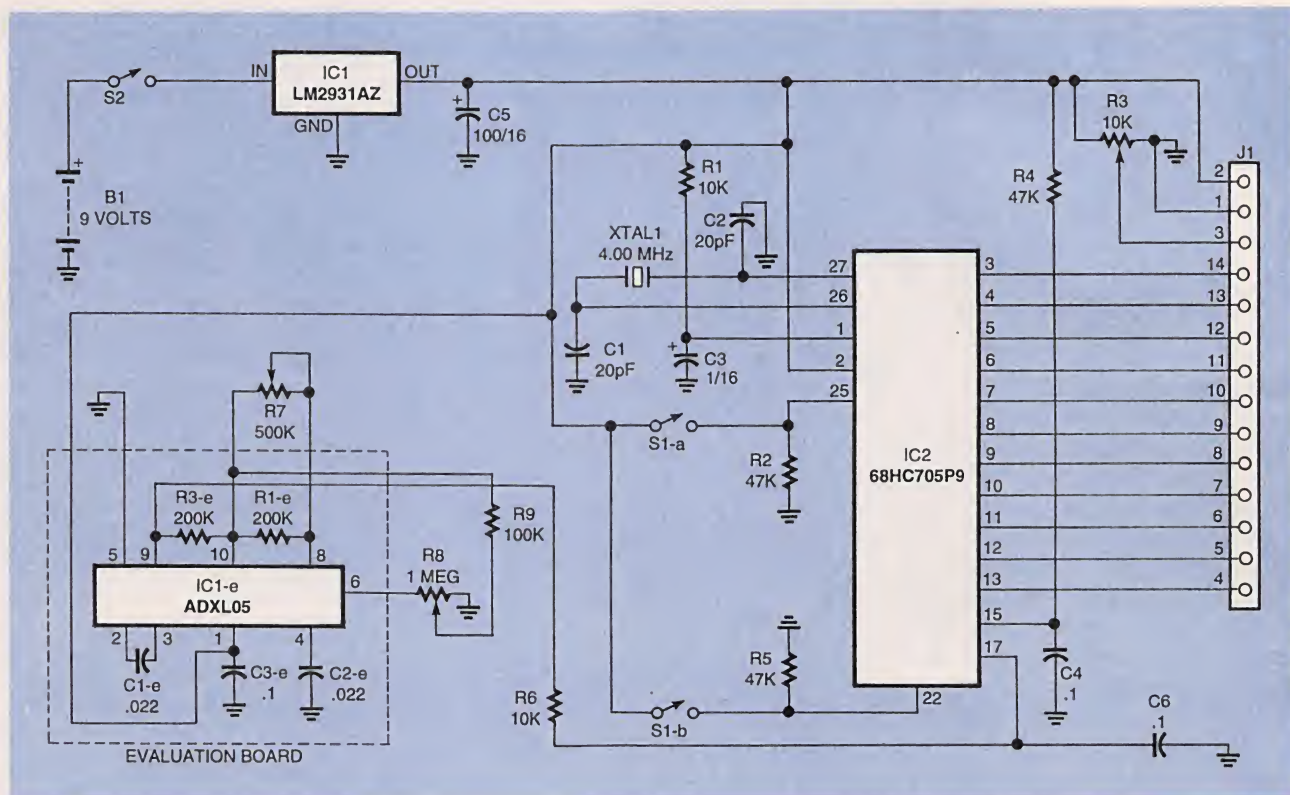 S2
IN
IC1
LM2931AZ
OUT
GND
+
C5
100/16
+
B1
9 VOLTS
R1
10K
C2
20pF
XTAL1
4.00 MHz
C1
20pF
+
C3
1/16
R4
47K
R3
10K
J1
2
1
3
14
13
12
11
10
9
8
7
6
5
4
27
26
1
2
25
IC2
68HC705P9
3
4
5
6
7
8
9
10
11
12
13
15
17
22
S1-a
R2
47K
R7
500K
R3-e
200K
R1-e
200K
R9
100K
R8
1 MEG
5
9
10
8
6
IC1-e
ADXL05
2
3
1
4
C1-e
.022
C3-e
.1
C2-e
.022
EVALUATION BOARD
R6
10K
R5
47K
S1-b
C4
.1
C6
.1